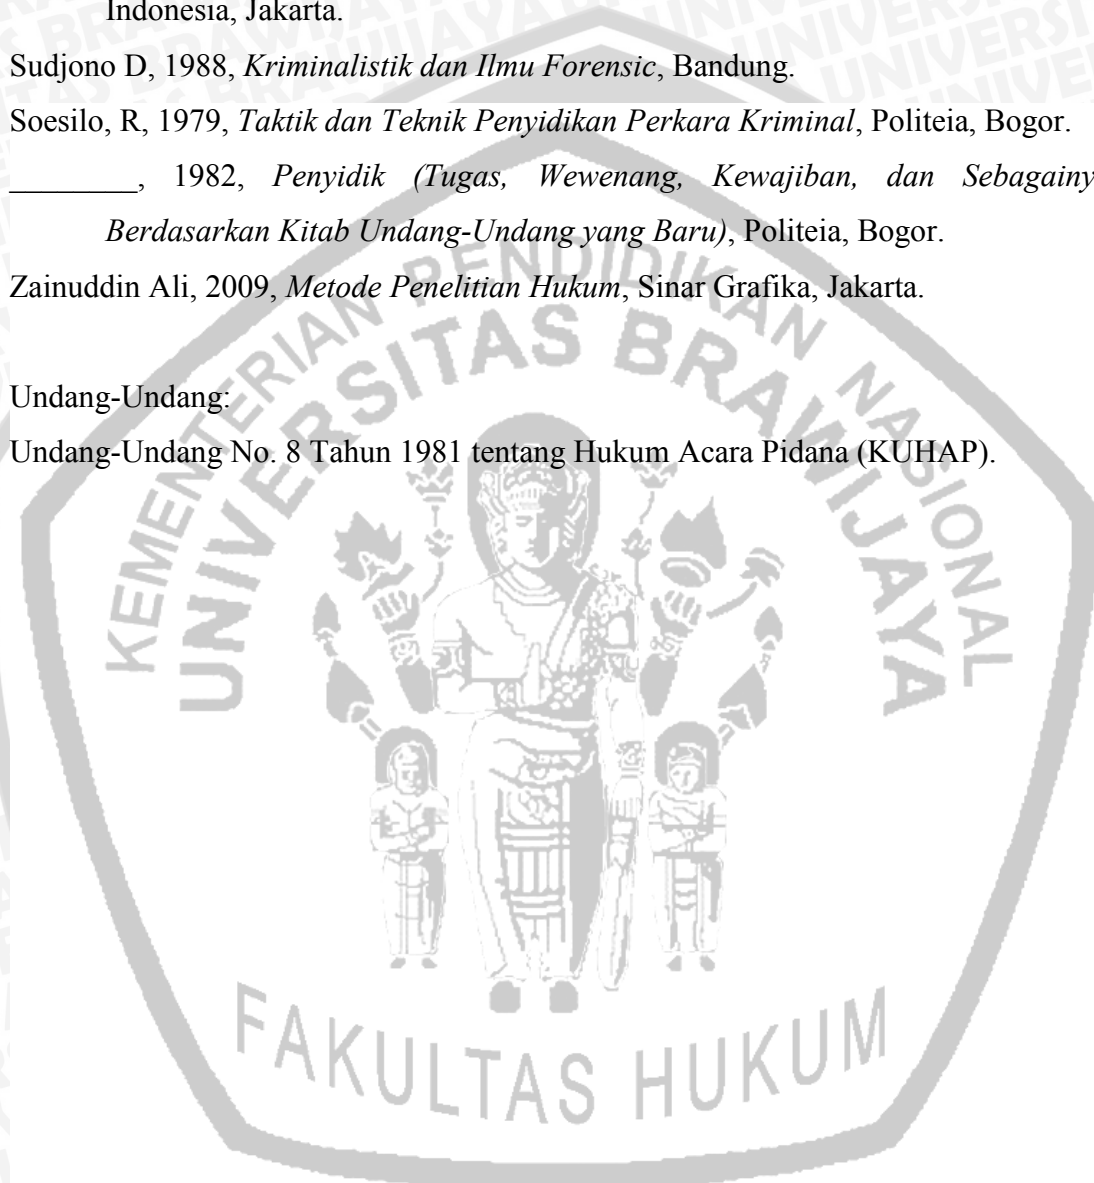 Indonesia, Jakarta.
Sudjono D, 1988, Kriminalistik dan Ilmu Forensic, Bandung.
Soesilo, R, 1979, Taktik dan Teknik Penyidikan Perkara Kriminal, Politeia, Bogor.
________, 1982, Penyidik (Tugas, Wewenang, Kewajiban, dan Sebagainy
Berdasarkan Kitab Undang-Undang yang Baru), Politeia, Bogor.
Zainuddin Ali, 2009, Metode Penelitian Hukum, Sinar Grafika, Jakarta.
Undang-Undang:
Undang-Undang No. 8 Tahun 1981 tentang Hukum Acara Pidana (KUHAP).
KEMENTERIAN PENDIDIKAN NASIONAL
UNIVERSITAS BRAWIJAYA
FAKULTAS HUKUM